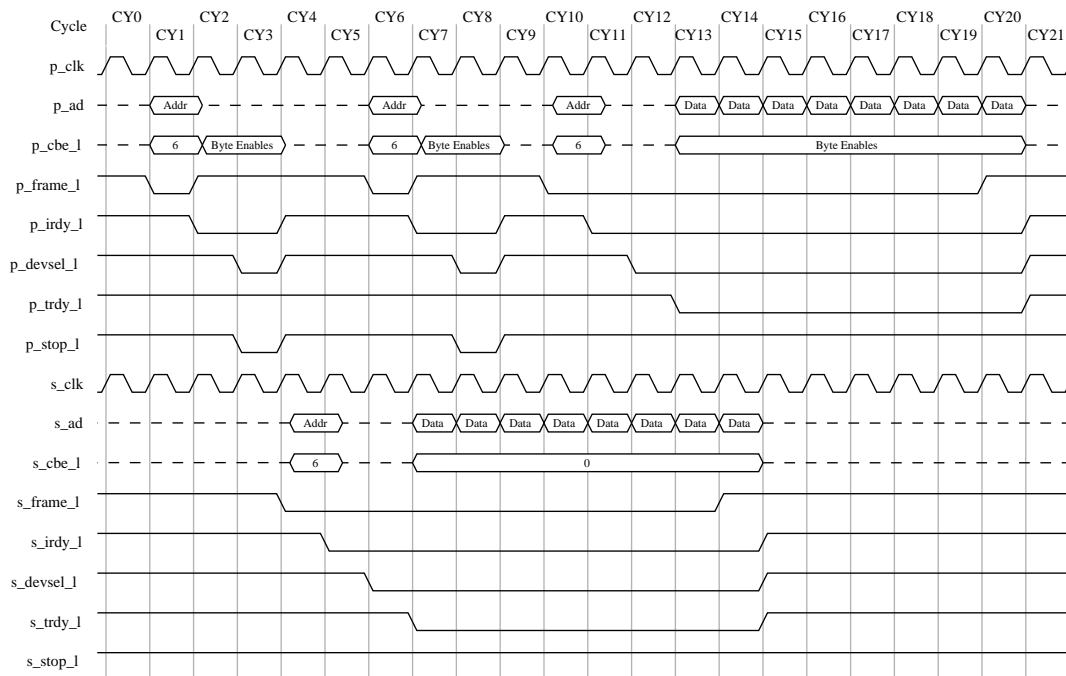 CY0 CY2 CY4 CY6 CY8 CY10 CY12 CY14 CY16 CY18 CY20
Cycle
CY1 CY3 CY5 CY7 CY9 CY11 CY13 CY15 CY17 CY19 CY21
p_clk
p_ad Addr Addr Addr Data Data Data Data Data Data Data Data
p_cbe_l 6 Byte Enables 6 Byte Enables 6 Byte Enables
p_frame_l
p_irdy_l
p_devsel_l
p_trdy_l
p_stop_l
s_clk
s_ad Addr Data Data Data Data Data Data Data Data
s_cbe_l 6 0
s_frame_l
s_irdy_l
s_devsel_l
s_trdy_l
s_stop_l